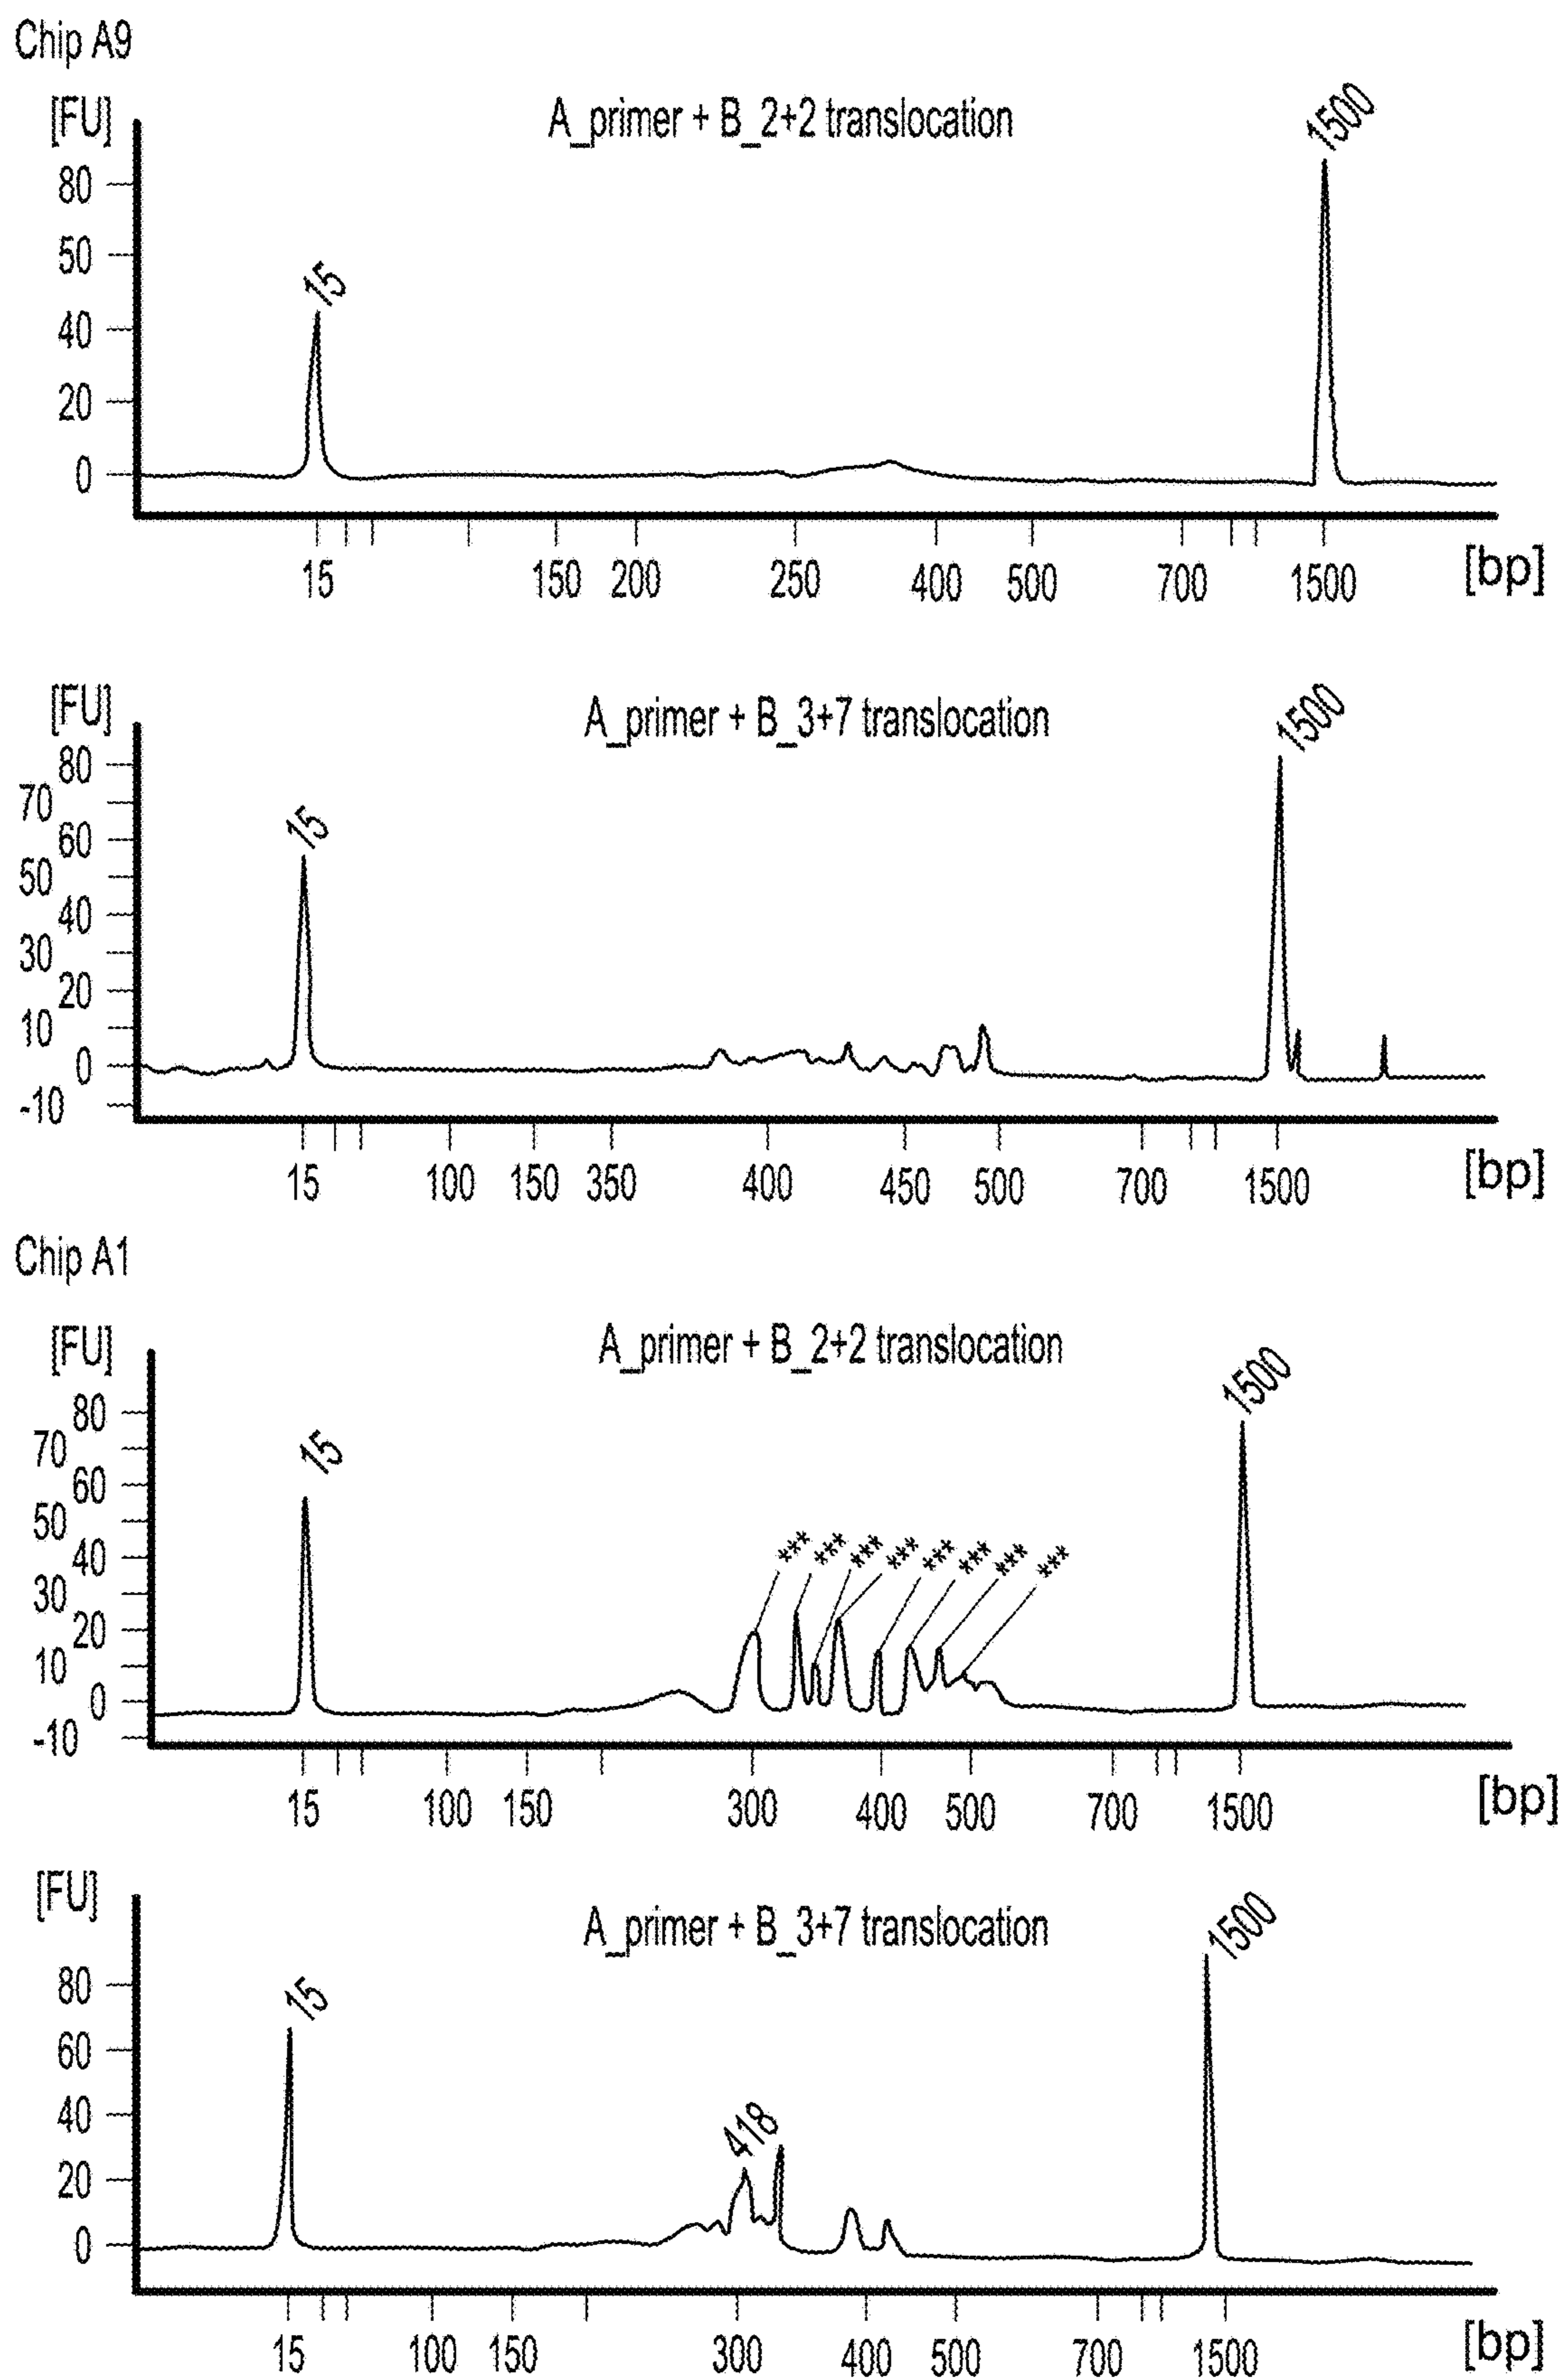 Chip A9
[FU]
A_primer + B_2+2 translocation
1500
80
50
15
40
20
0
15 150 200 250 400 500 700 1500 [bp]
[FU]
A_primer + B_3+7 translocation
1500
80
70
15
60
50
40
30
20
10
0
-10
15 100 150 350 400 450 500 700 1500 [bp]
Chip A1
[FU]
A_primer + B_2+2 translocation
1500
80
70
15
60
50
40
*** *** *** *** *** *** *** ***
30
20
10
0
-10
15 100 150 300 400 500 700 1500 [bp]
[FU]
A_primer + B_3+7 translocation
1500
80
15
60
40
418
20
0
15 100 150 300 400 500 700 1500 [bp]